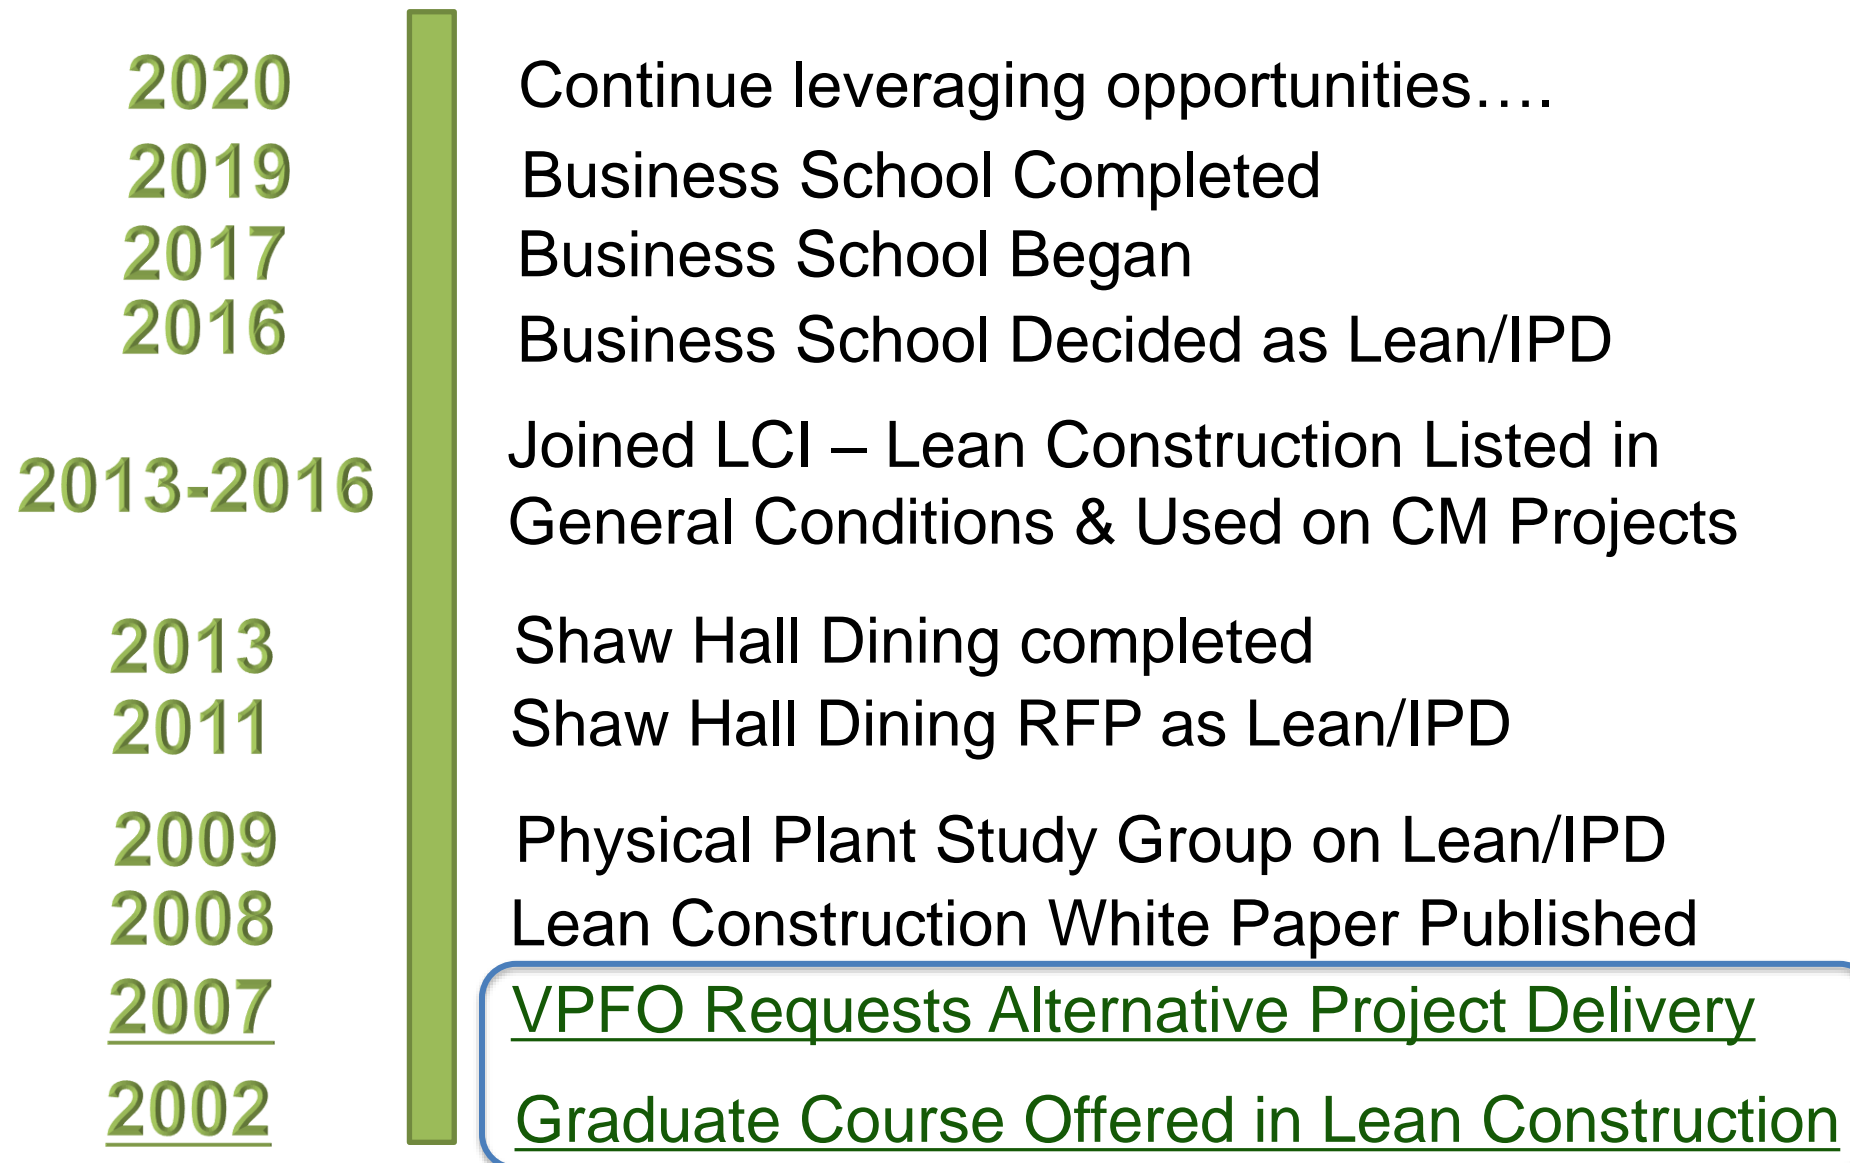 2020 Continue leveraging opportunities….
2019 Business School Completed
2017 Business School Began
2016 Business School Decided as Lean/IPD
2013-2016 Joined LCI – Lean Construction Listed in
General Conditions & Used on CM Projects
2013 Shaw Hall Dining completed
2011 Shaw Hall Dining RFP as Lean/IPD
2009 Physical Plant Study Group on Lean/IPD
2008 Lean Construction White Paper Published
2007 VPFO Requests Alternative Project Delivery
2002 Graduate Course Offered in Lean Construction